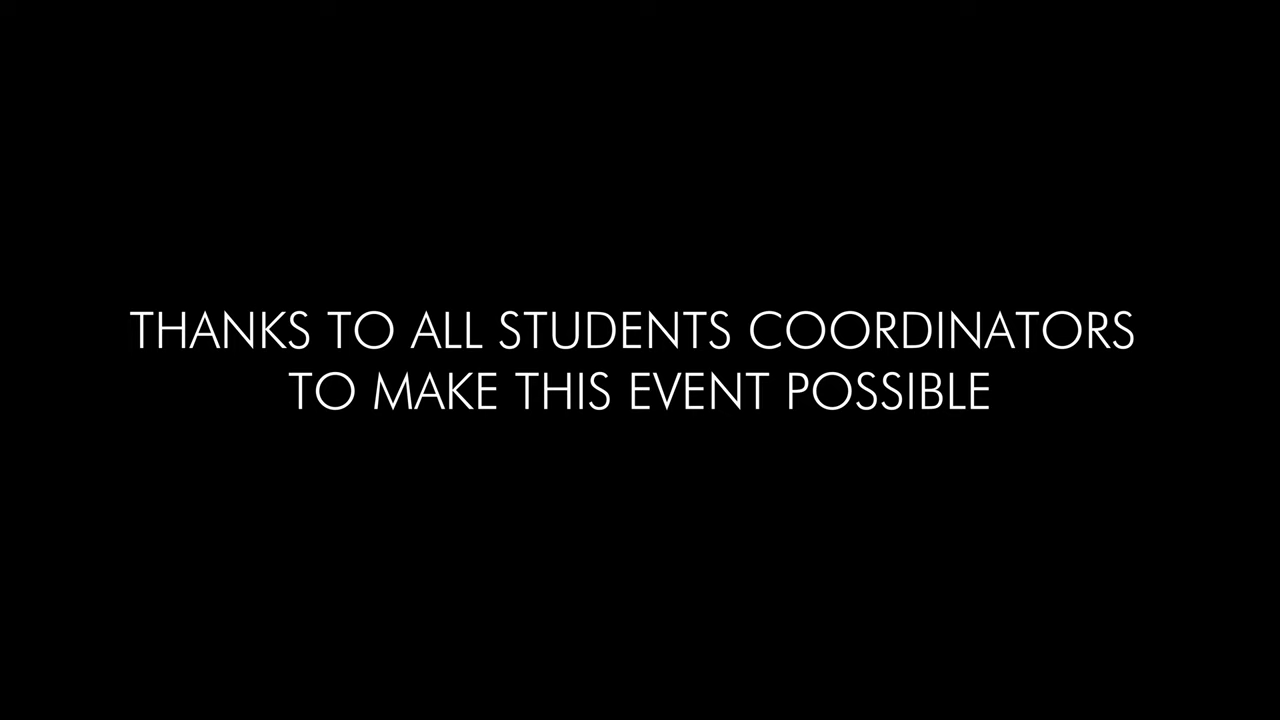 THANKS TO ALL STUDENTS COORDINATORS
TO MAKE THIS EVENT POSSIBLE